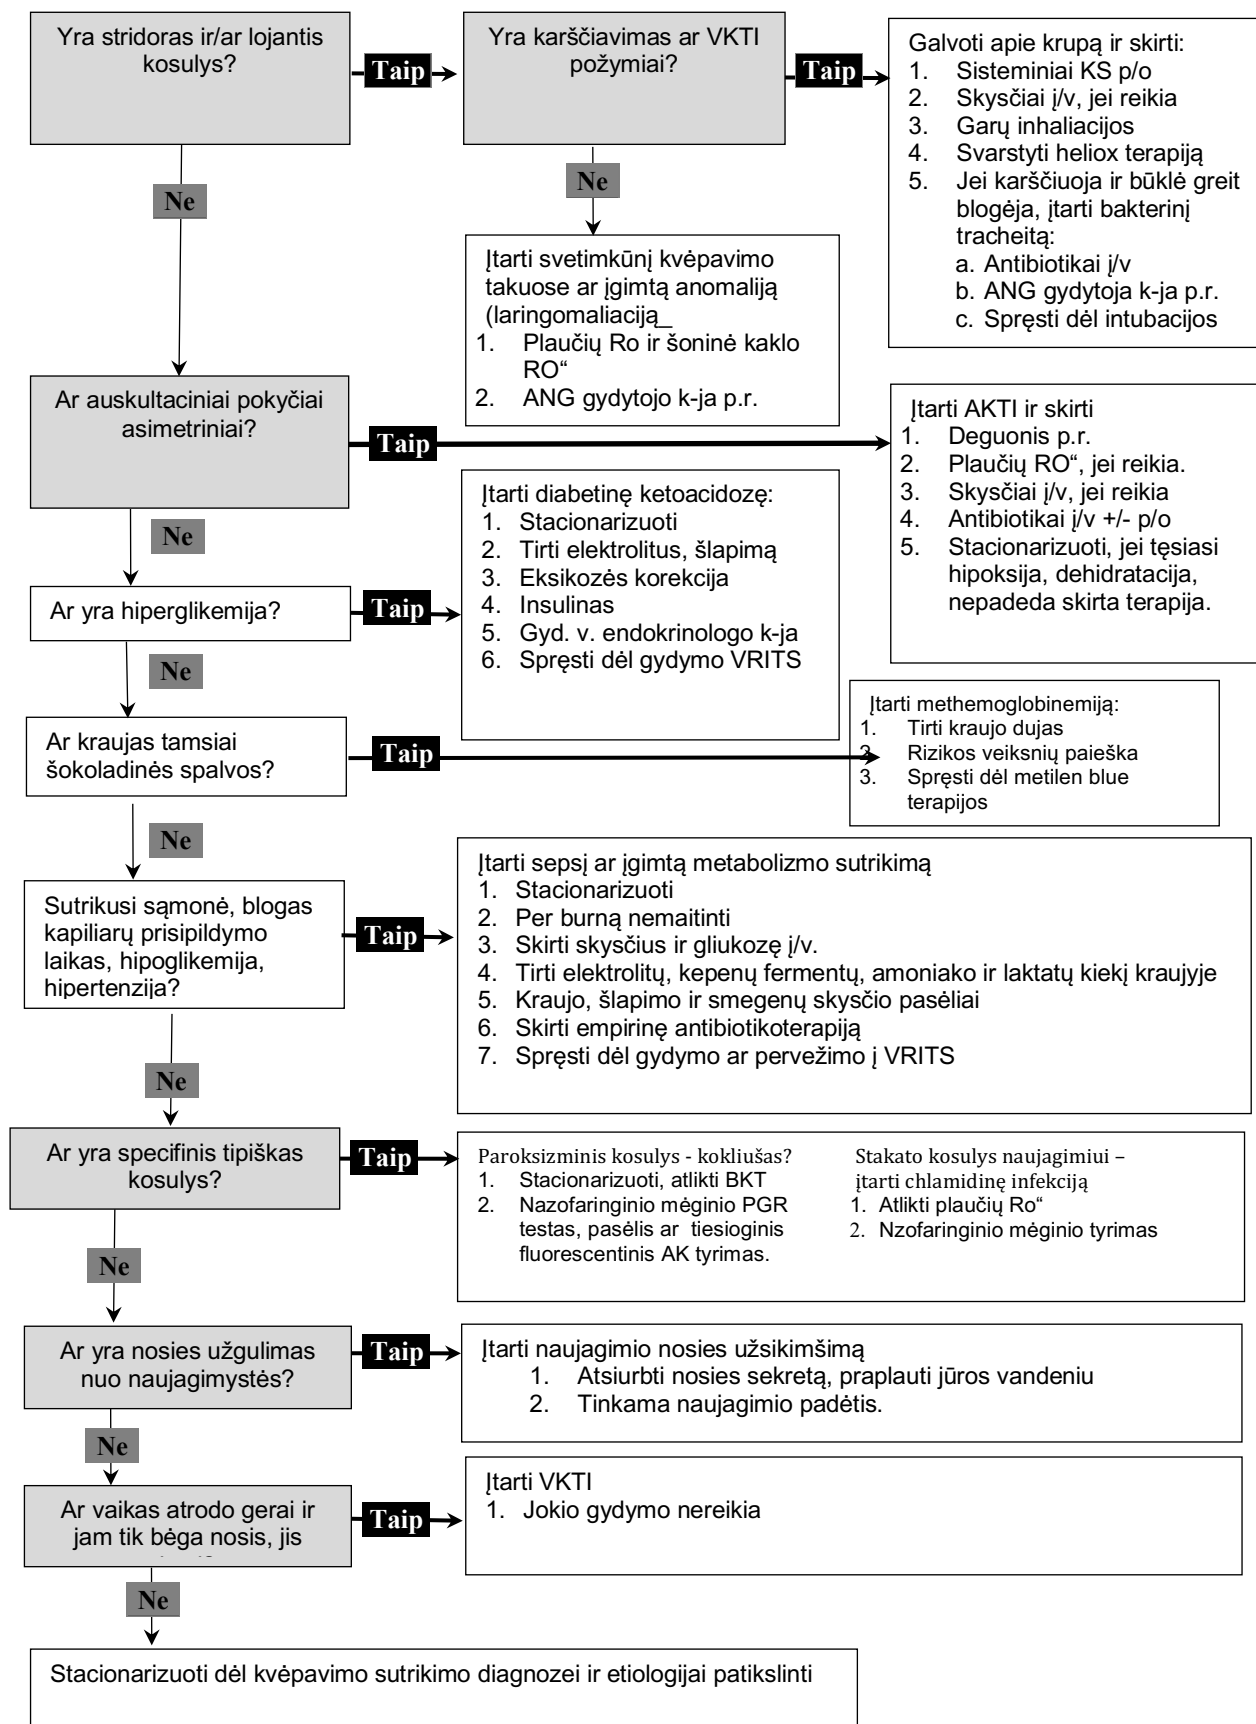 Yra stridoras ir/ar lojantis
kosulys?
Taip
Yra karščiavimas ar VKTI
požymiai?
Taip
Galvoti apie krupą ir skirti:
1. Sisteminiai KS p/o
2. Skysčiai į/v, jei reikia
3. Garų inhaliacijos
4. Svarstyti heliox terapiją
5. Jei karščiuoja ir būklė greit
blogėja, įtarti bakterinį
tracheitą:
a. Antibiotikai į/v
b. ANG gydytoja k-ja p.r.
c. Spręsti dėl intubacijos
Ne
Ne
Įtarti svetimkūnį kvėpavimo
takuose ar įgimtą anomaliją
(laringomaliaciją_
1. Plaučių Ro ir šoninė kaklo
RO“
2. ANG gydytojo k-ja p.r.
Ar auskultaciniai pokyčiai
asimetriniai?
Taip
Įtarti AKTI ir skirti
1. Deguonis p.r.
2. Plaučių RO“, jei reikia.
3. Skysčiai į/v, jei reikia
4. Antibiotikai į/v +/- p/o
5. Stacionarizuoti, jei tęsiasi
hipoksija, dehidratacija,
nepadeda skirta terapija.
Ne
Ar yra hiperglikemija?
Taip
Įtarti diabetinę ketoacidozę:
1. Stacionarizuoti
2. Tirti elektrolitus, šlapimą
3. Eksikozės korekcija
4. Insulinas
5. Gyd. v. endokrinologo k-ja
6. Spręsti dėl gydymo VRITS
Ne
Ar kraujas tamsiai
šokoladinės spalvos?
Taip
Įtarti methemoglobinemiją:
1. Tirti kraujo dujas
2. Rizikos veiksnių paieška
3. Spręsti dėl metilen blue
terapijos
Ne
Sutrikusi sąmonė, blogas
kapiliarų prisipildymo
laikas, hipoglikemija,
hipertenzija?
Taip
Įtarti sepsį ar įgimtą metabolizmo sutrikimą
1. Stacionarizuoti
2. Per burną nemaitinti
3. Skirti skysčius ir gliukozę į/v.
4. Tirti elektrolitų, kepenų fermentų, amoniako ir laktatų kiekį kraujyje
5. Kraujo, šlapimo ir smegenų skysčio pasėliai
6. Skirti empirinę antibiotikoterapiją
7. Spręsti dėl gydymo ar pervežimo į VRITS
Ne
Ar yra specifinis tipiškas
kosulys?
Taip
Paroksizminis kosulys - kokliušas?
1. Stacionarizuoti, atlikti BKT
2. Nazofaringinio mėginio PGR
testas, pasėlis ar tiesioginis
fluorescentinis AK tyrimas.
Stakato kosulys naujagimiui –
įtarti chlamidinę infekciją
1. Atlikti plaučių Ro“
2. Nzofaringinio mėginio tyrimas
Ne
Ar yra nosies užgulimas
nuo naujagimystės?
Taip
Įtarti naujagimio nosies užsikimšimą
1. Atsiurbti nosies sekretą, praplauti jūros vandeniu
2. Tinkama naujagimio padėtis.
Ne
Ar vaikas atrodo gerai ir
jam tik bėga nosis, jis
Taip
Įtarti VKTI
1. Jokio gydymo nereikia
Ne
Stacionarizuoti dėl kvėpavimo sutrikimo diagnozei ir etiologijai patikslinti